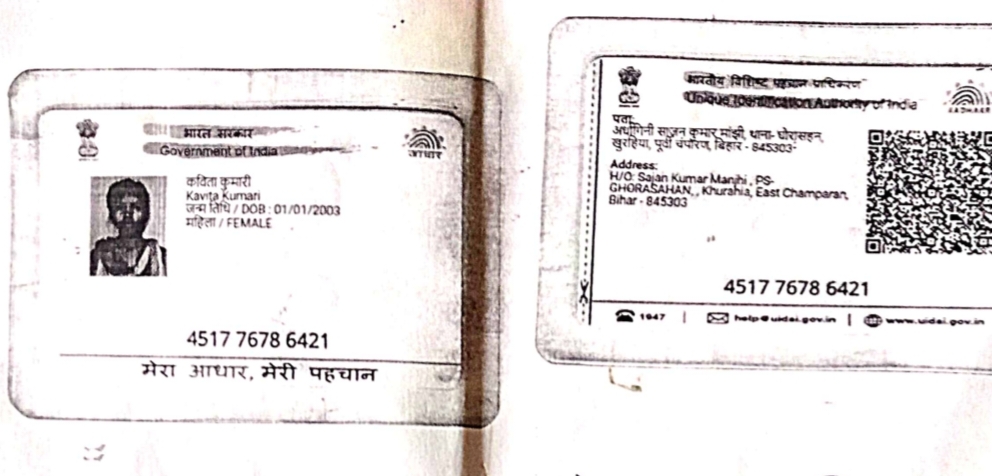 भारत सरकार
Government of India
आधार
कविता कुमारी
Kavita Kumari
जन्म तिथि / DOB : 01/01/2003
महिला / FEMALE
4517 7678 6421
मेरा आधार, मेरी पहचान
भारतीय विशिष्ट पहचान प्राधिकरण
Unique Identification Authority of India
AADHAAR
पता:
अर्धांगिनी साजन कुमार मांझी, थाना- घोरासहन,
खुरहिया, पूर्वी चंपारण, बिहार - 845303
Address:
H/O: Sajan Kumar Manjhi , PS-
GHORASAHAN, , Khurahia, East Champaran,
Bihar - 845303
4517 7678 6421
1947 | help@uidai.gov.in | www.uidai.gov.in